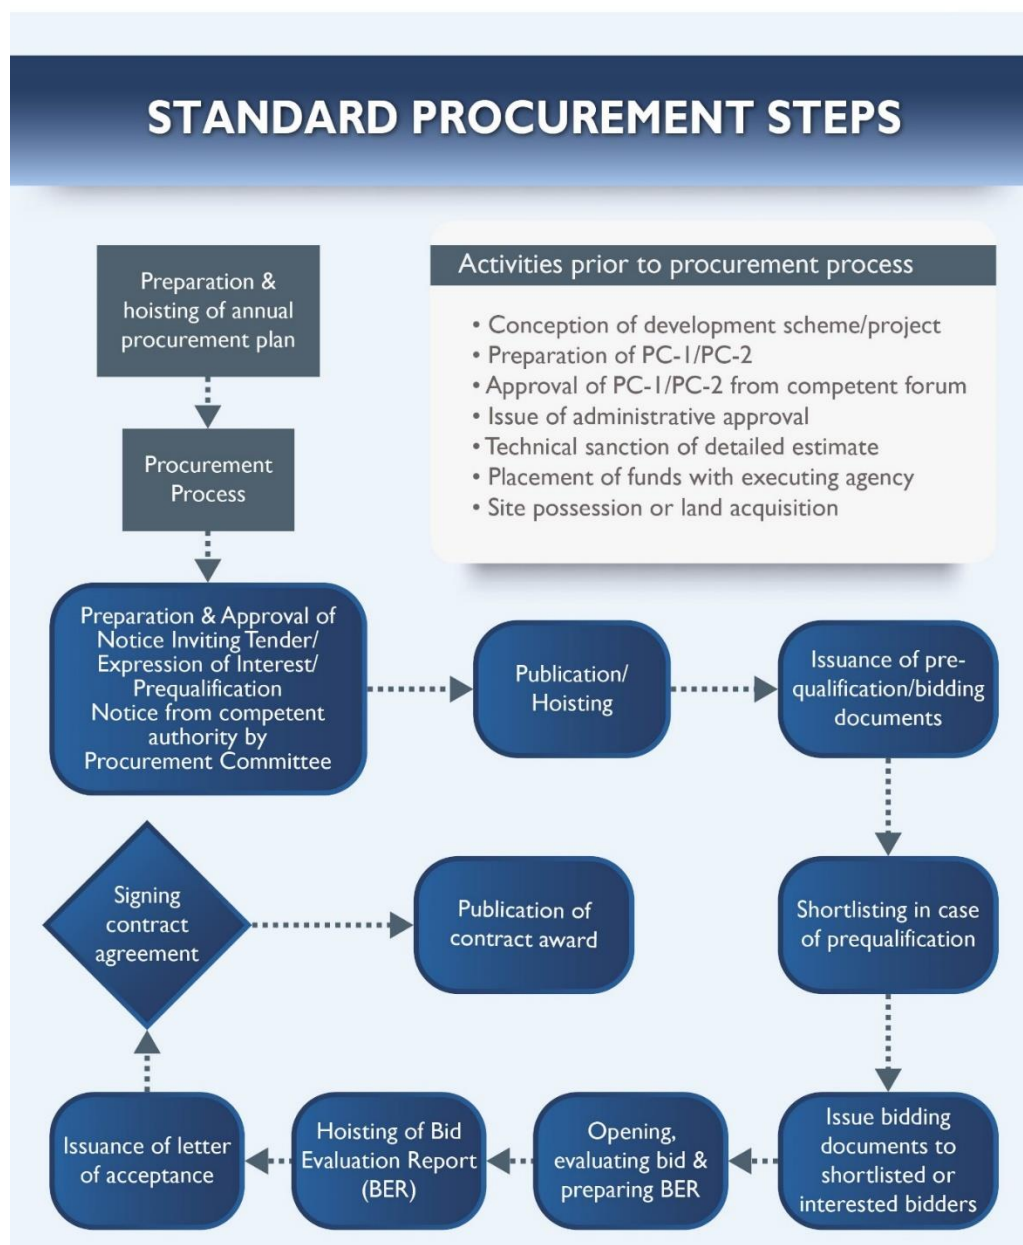 STANDARD PROCUREMENT STEPS
Preparation &
hoisting of annual
procurement plan
Activities prior to procurement process
• Conception of development scheme/project
• Preparation of PC-1/PC-2
• Approval of PC-1/PC-2 from competent forum
• Issue of administrative approval
• Technical sanction of detailed estimate
• Placement of funds with executing agency
• Site possession or land acquisition
Procurement
Process
Preparation & Approval of
Notice Inviting Tender/
Expression of Interest/
Prequalification
Notice from competent
authority by
Procurement Committee
Publication/
Hoisting
Issuance of pre-
qualification/bidding
documents
Shortlisting in case
of prequalification
Issue bidding
documents to
shortlisted or
interested bidders
Opening,
evaluating bid &
preparing BER
Hoisting of Bid
Evaluation Report
(BER)
Issuance of letter
of acceptance
Signing
contract
agreement
Publication of
contract award